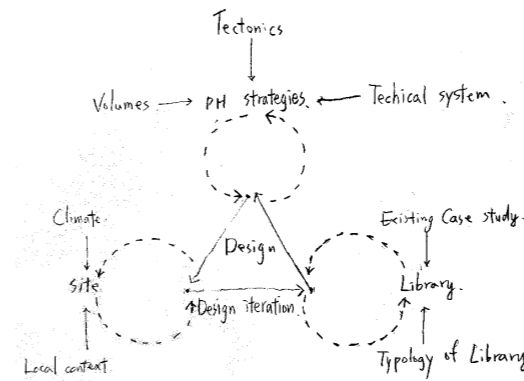 Tectonics
Volumes
PH strategies.
Techical system.
Climate.
Design
Existing Case study.
Site
Design iteration.
Library.
Local context
Typology of Library